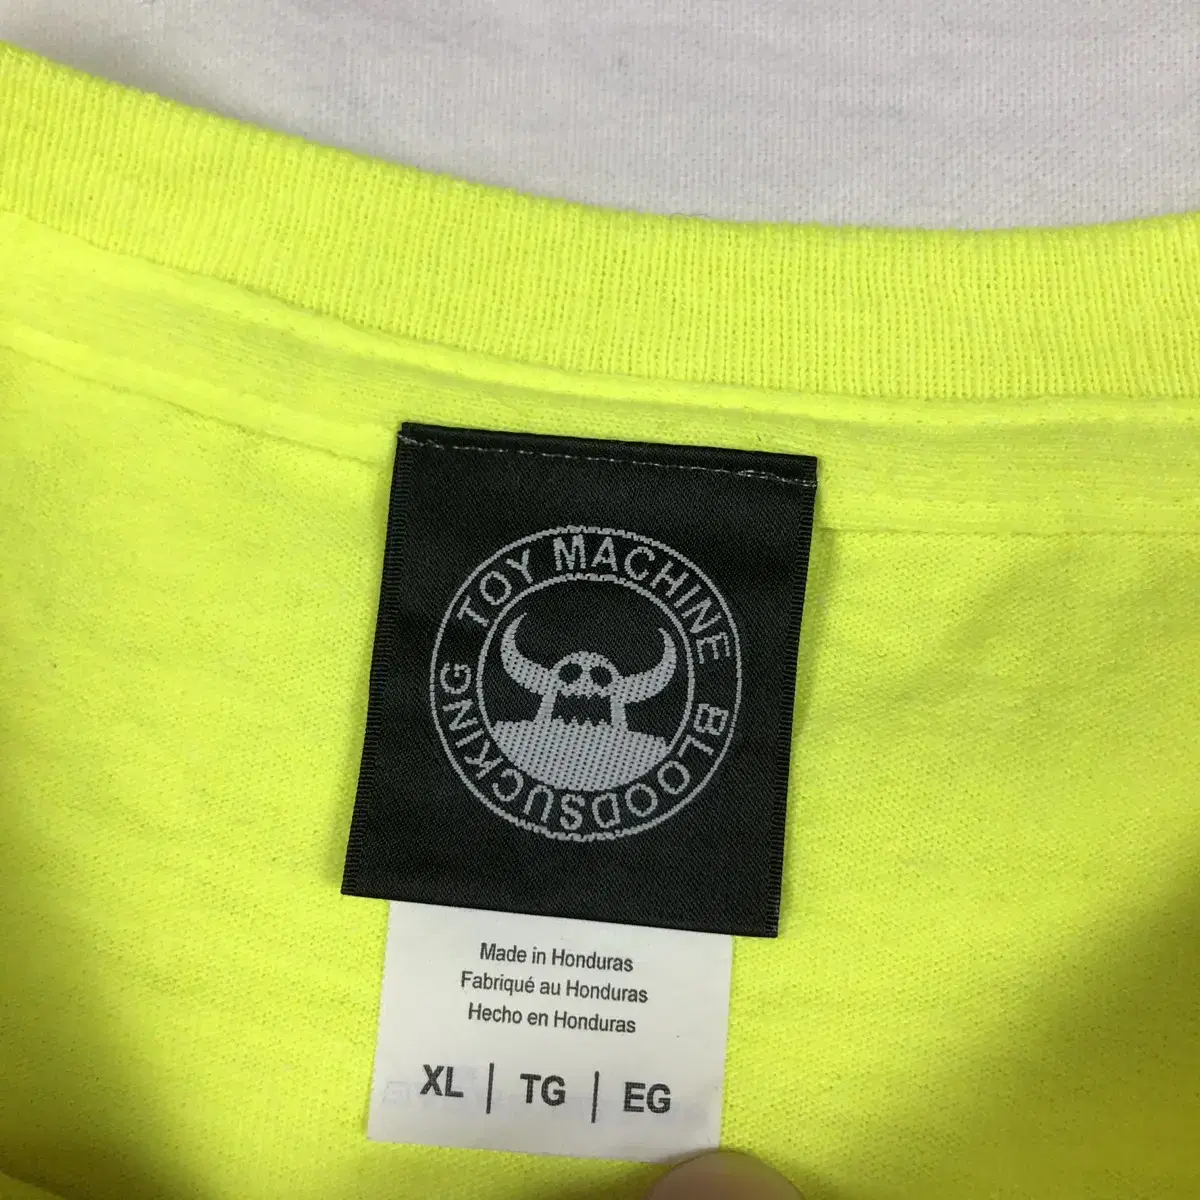 TOY MACHINE
BLOODSUCKING
Made in Honduras
Fabriqué au Honduras
Hecho en Honduras
XL | TG | EG